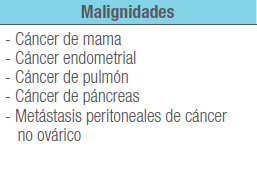 Malignidades
- Cáncer de mama
- Cáncer endometrial
- Cáncer de pulmón
- Cáncer de páncreas
- Metástasis peritoneales de cáncer
no ovárico